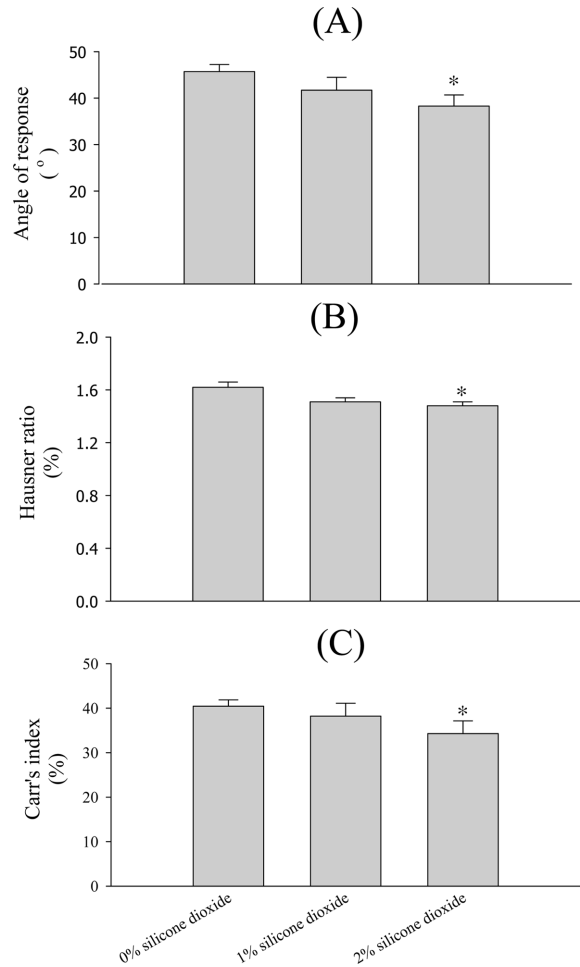 (A)
50
40
30
20
10
0
Angle of response
( o )
*
(B)
2.0
1.6
1.2
0.8
0.4
0.0
Hausner ratio
(%)
*
(C)
50
40
30
20
10
0
Carr's index
(%)
*
0% silicone dioxide
1% silicone dioxide
2% silicone dioxide